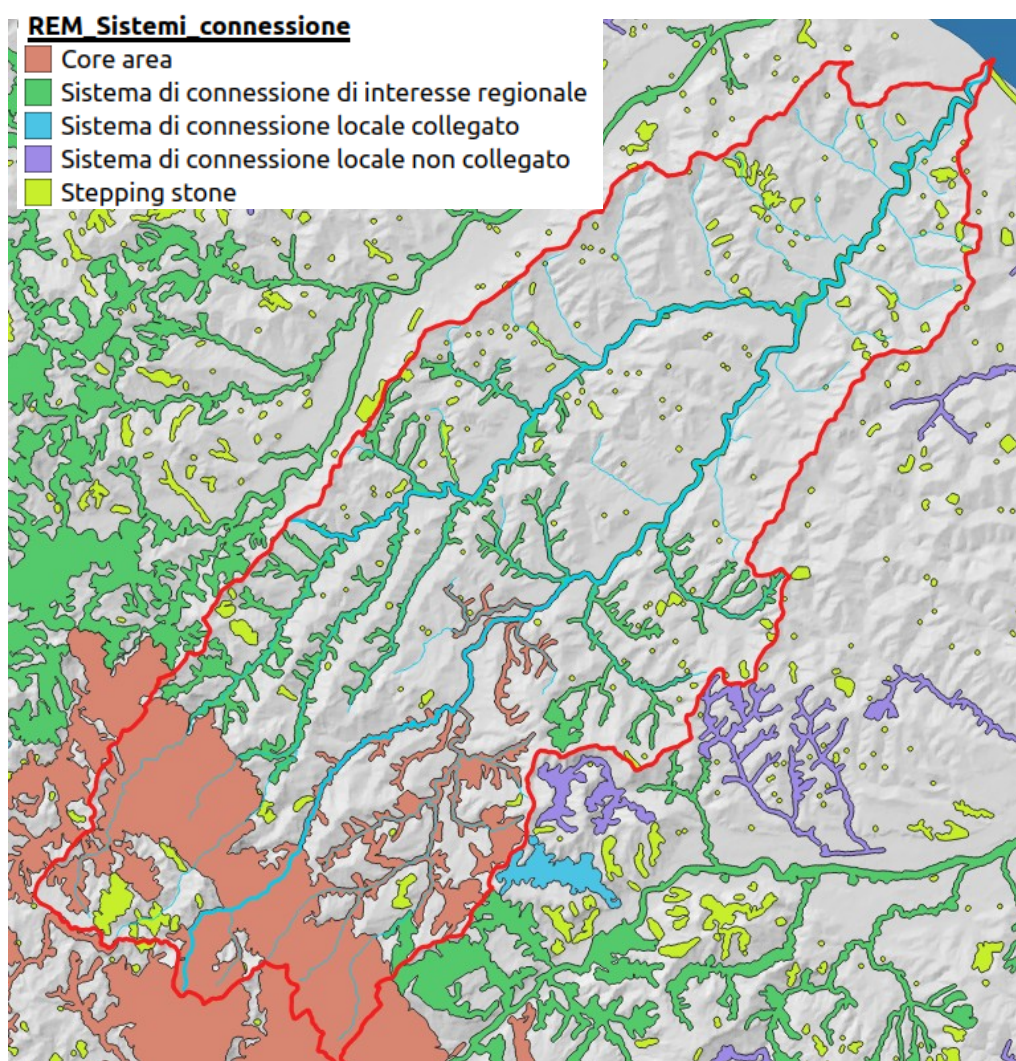 REM_Sistemi_connessione
Core area
Sistema di connessione di interesse regionale
Sistema di connessione locale collegato
Sistema di connessione locale non collegato
Stepping stone